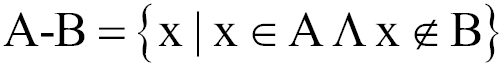 A-B = {x | x ∈ A Λ x ∉ B}